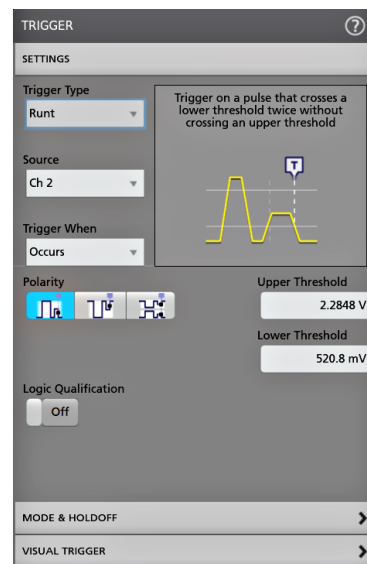 TRIGGER
?
SETTINGS
Trigger Type
Runt
Trigger on a pulse that crosses a
lower threshold twice without
crossing an upper threshold
T
Source
Ch 2
Trigger When
Occurs
Polarity
Upper Threshold
2.2848 V
Lower Threshold
520.8 mV
Logic Qualification
Off
MODE & HOLDOFF
VISUAL TRIGGER